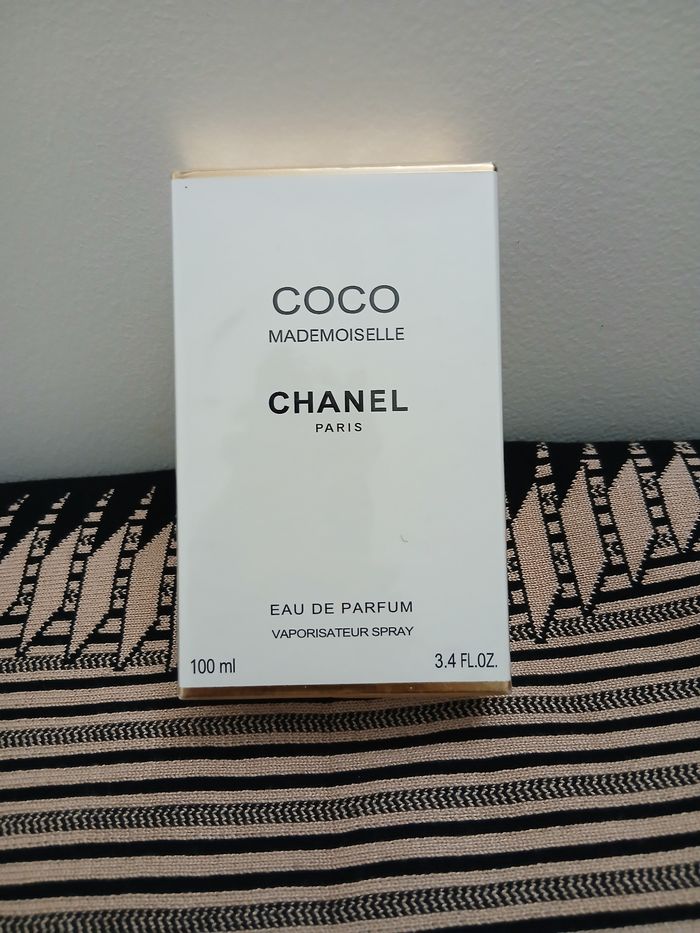 COCO
MADEMOISELLE
CHANEL
PARIS
EAU DE PARFUM
VAPORISATEUR SPRAY
100 ml 3.4 FL.OZ.